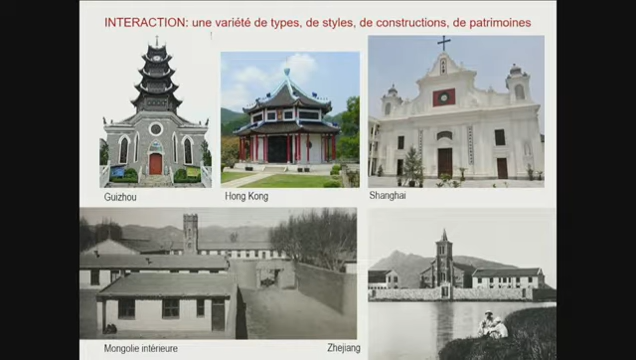 INTERACTION: une variété de types, de styles, de constructions, de patrimoines
Guizhou
Hong Kong
Shanghai
Mongolie intérieure
Zhejiang